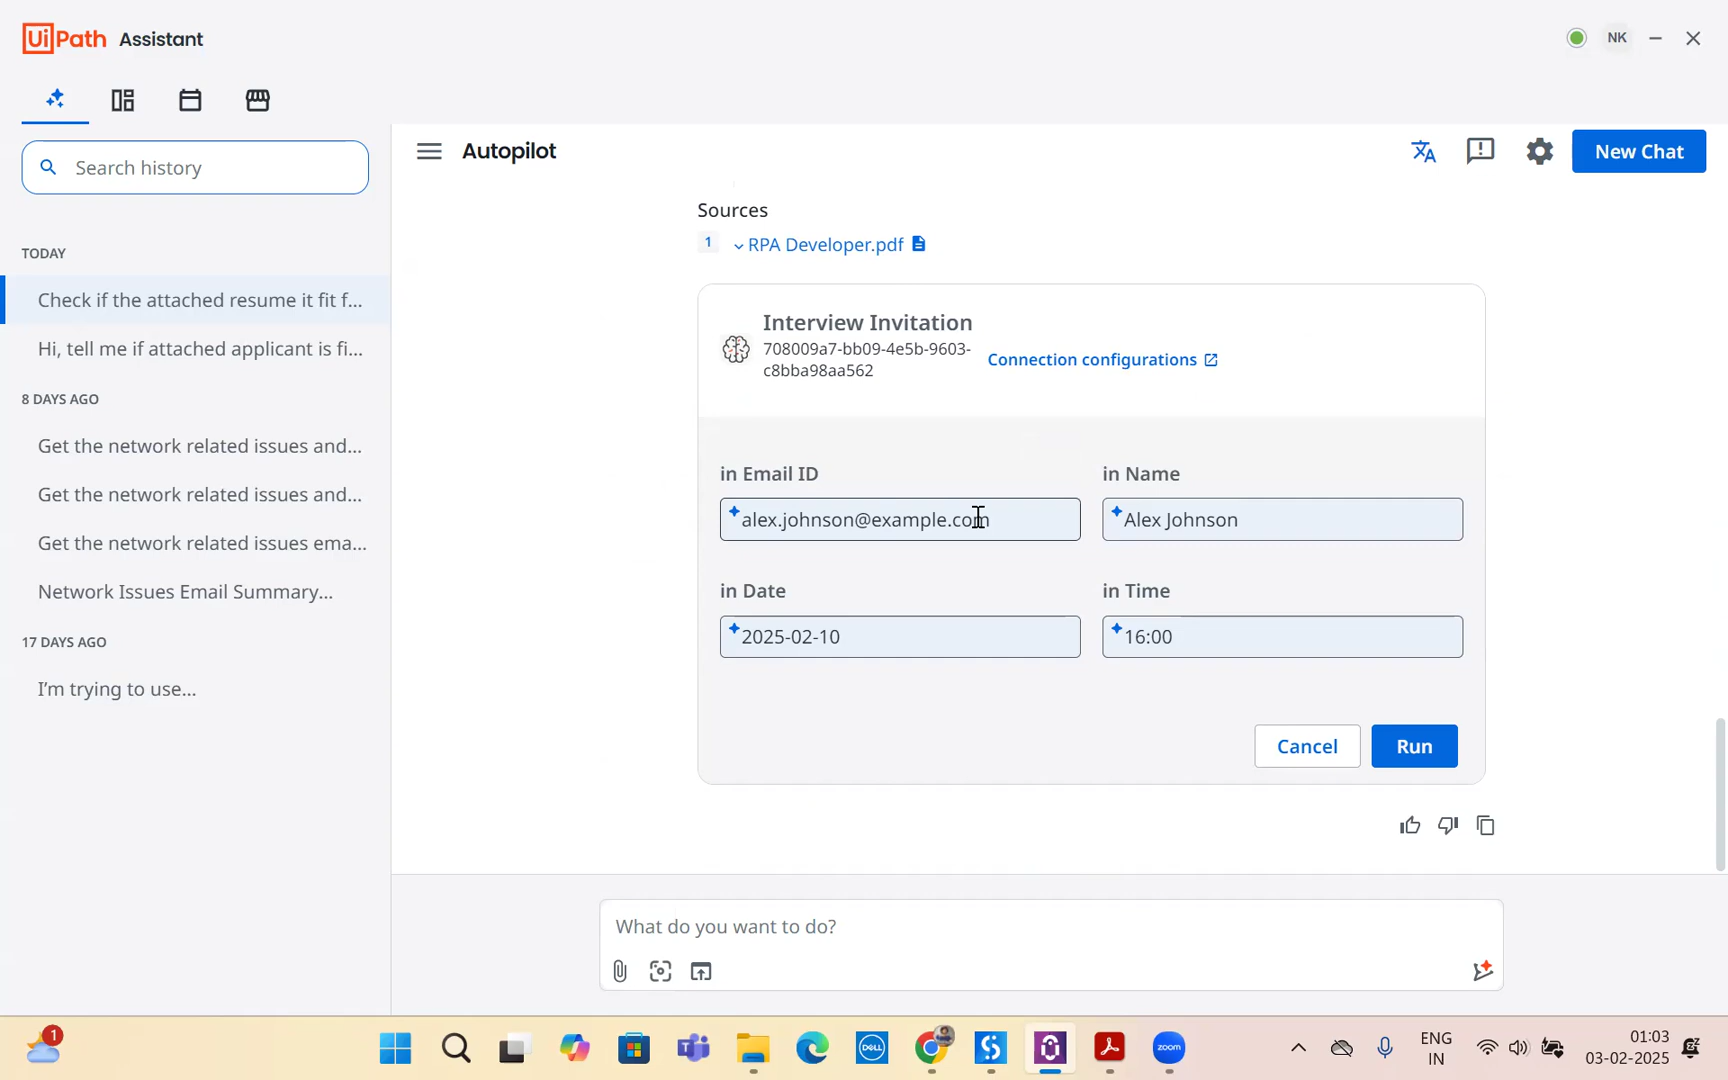 UiPath Assistant
NK
Search history
TODAY
Check if the attached resume it fit f...
Hi, tell me if attached applicant is fi...
8 DAYS AGO
Get the network related issues and...
Get the network related issues and...
Get the network related issues ema...
Network Issues Email Summary...
17 DAYS AGO
I'm trying to use...
Autopilot
New Chat
Sources
1 RPA Developer.pdf
Interview Invitation
708009a7-bb09-4e5b-9603-
c8bba98aa562
Connection configurations
in Email ID
alex.johnson@example.com
in Name
Alex Johnson
in Date
2025-02-10
in Time
16:00
Cancel
Run
What do you want to do?
1
DELL
zoom
ENG
IN
01:03
03-02-2025